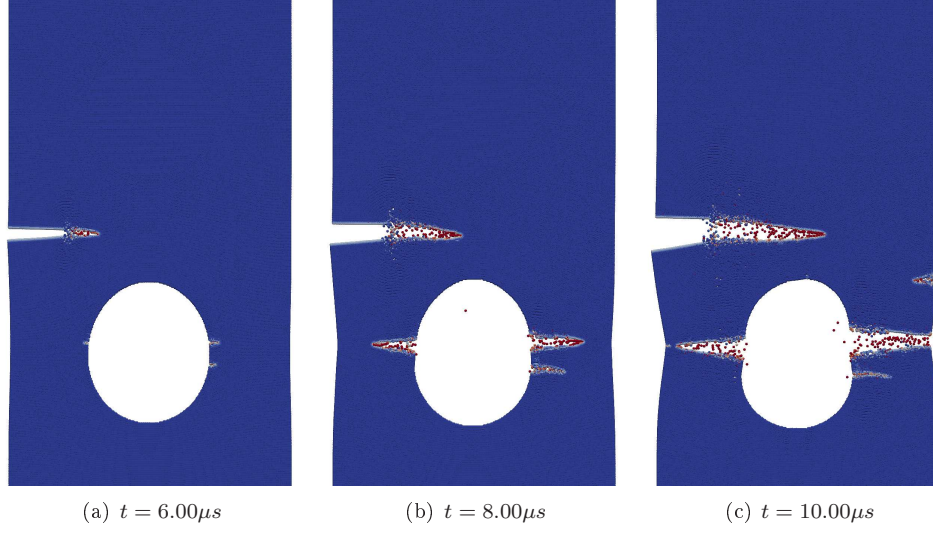 (a) t = 6.00μs
(b) t = 8.00μs
(c) t = 10.00μs